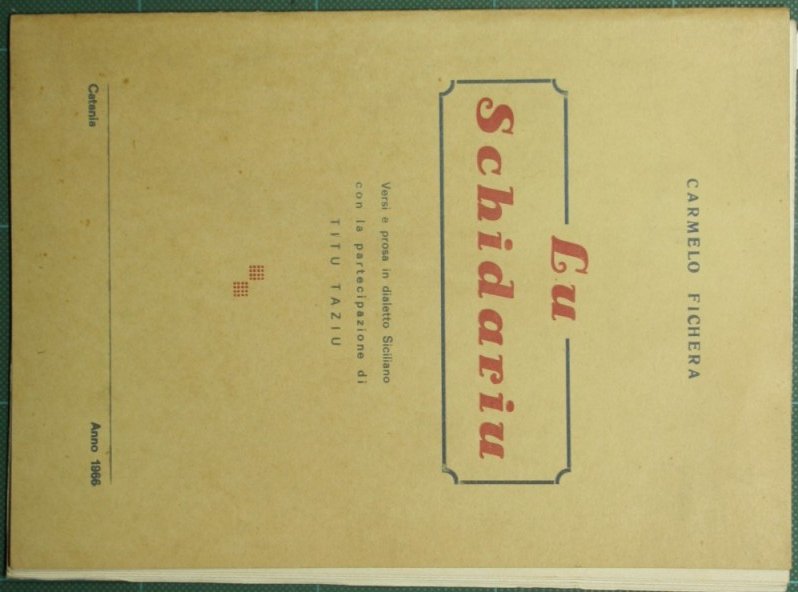 CARMELO FICHERA
Lu
Schidariu
Versi e prosa in dialetto Siciliano
con la partecipazione di
TITU TAZIU
Catania Anno 1966